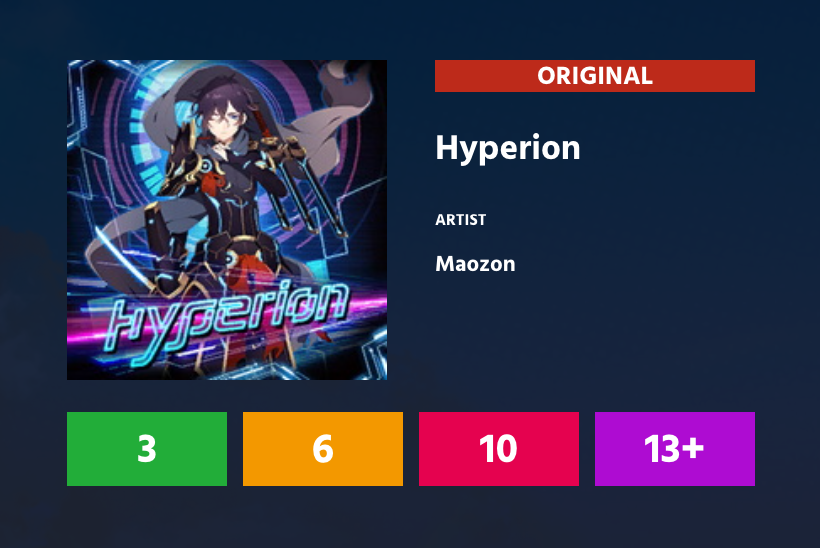 Hyperion
ORIGINAL
Hyperion
ARTIST
Maozon
3
6
10
13+